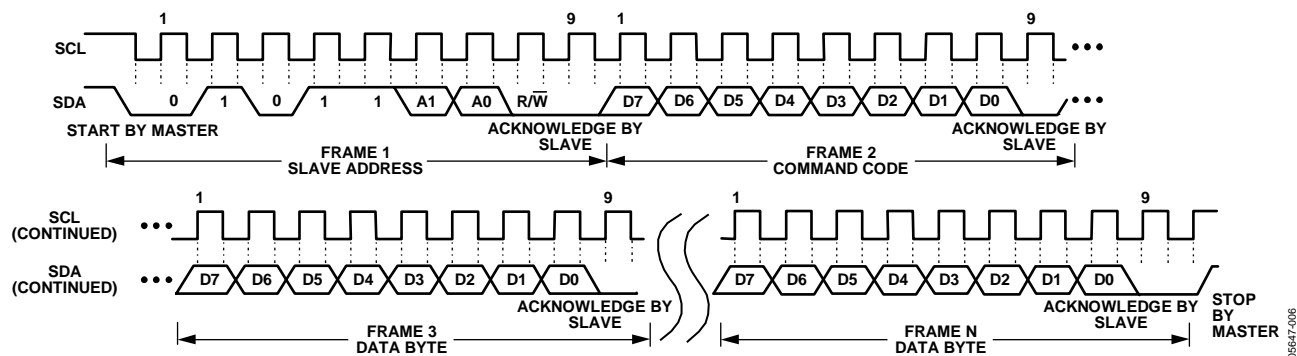 1 9 1 9
SCL
SDA 0 1 0 1 1 A1 A0 R/W̅ D7 D6 D5 D4 D3 D2 D1 D0
START BY MASTER
ACKNOWLEDGE BY
SLAVE
ACKNOWLEDGE BY
SLAVE
FRAME 1
SLAVE ADDRESS
FRAME 2
COMMAND CODE
1 9 1 9
SCL
(CONTINUED)
SDA
(CONTINUED)
D7 D6 D5 D4 D3 D2 D1 D0 D7 D6 D5 D4 D3 D2 D1 D0
ACKNOWLEDGE BY
SLAVE
ACKNOWLEDGE BY
SLAVE
STOP
BY
MASTER
FRAME 3
DATA BYTE
FRAME N
DATA BYTE
05647-006